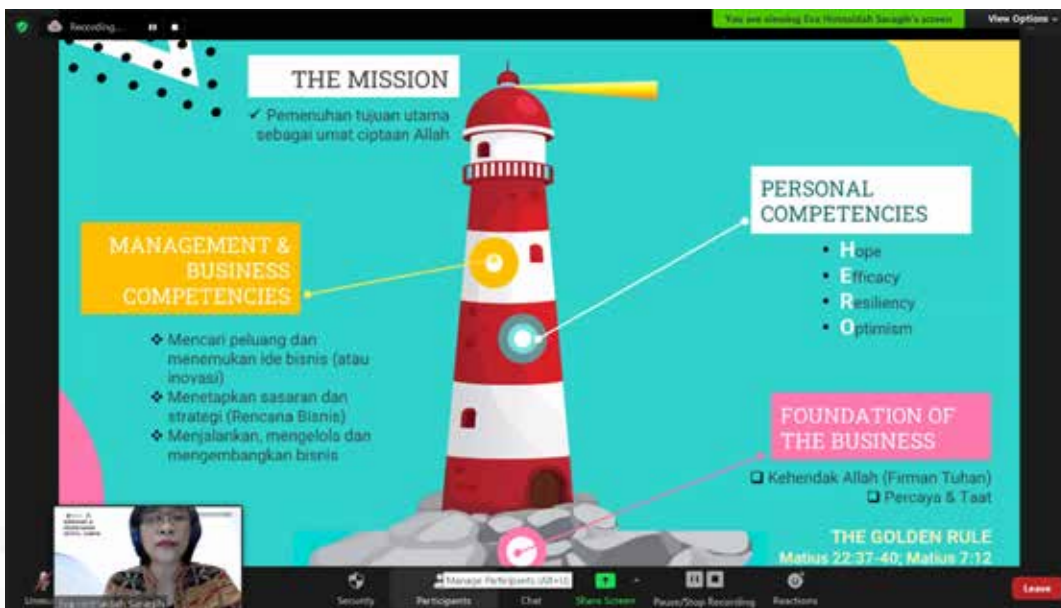 Recording...
You are viewing Eva Hotnaidah Saragih's screen
View Options
THE MISSION
✓ Pemenuhan tujuan utama
sebagai umat ciptaan Allah
PERSONAL
COMPETENCIES
• Hope
• Efficacy
• Resiliency
• Optimism
MANAGEMENT &
BUSINESS
COMPETENCIES
❖ Mencari peluang dan
menemukan ide bisnis (atau
inovasi)
❖ Menetapkan sasaran dan
strategi (Rencana Bisnis)
❖ Menjalankan, mengelola dan
mengembangkan bisnis
FOUNDATION OF
THE BUSINESS
❑ Kehendak Allah (Firman Tuhan)
❑ Percaya & Taat
THE GOLDEN RULE
Matius 22:37-40; Matius 7:12
Manage Participants (Alt+U)
Security
Participants
Chat
Share Screen
Pause/Stop Recording
Reactions
Leave